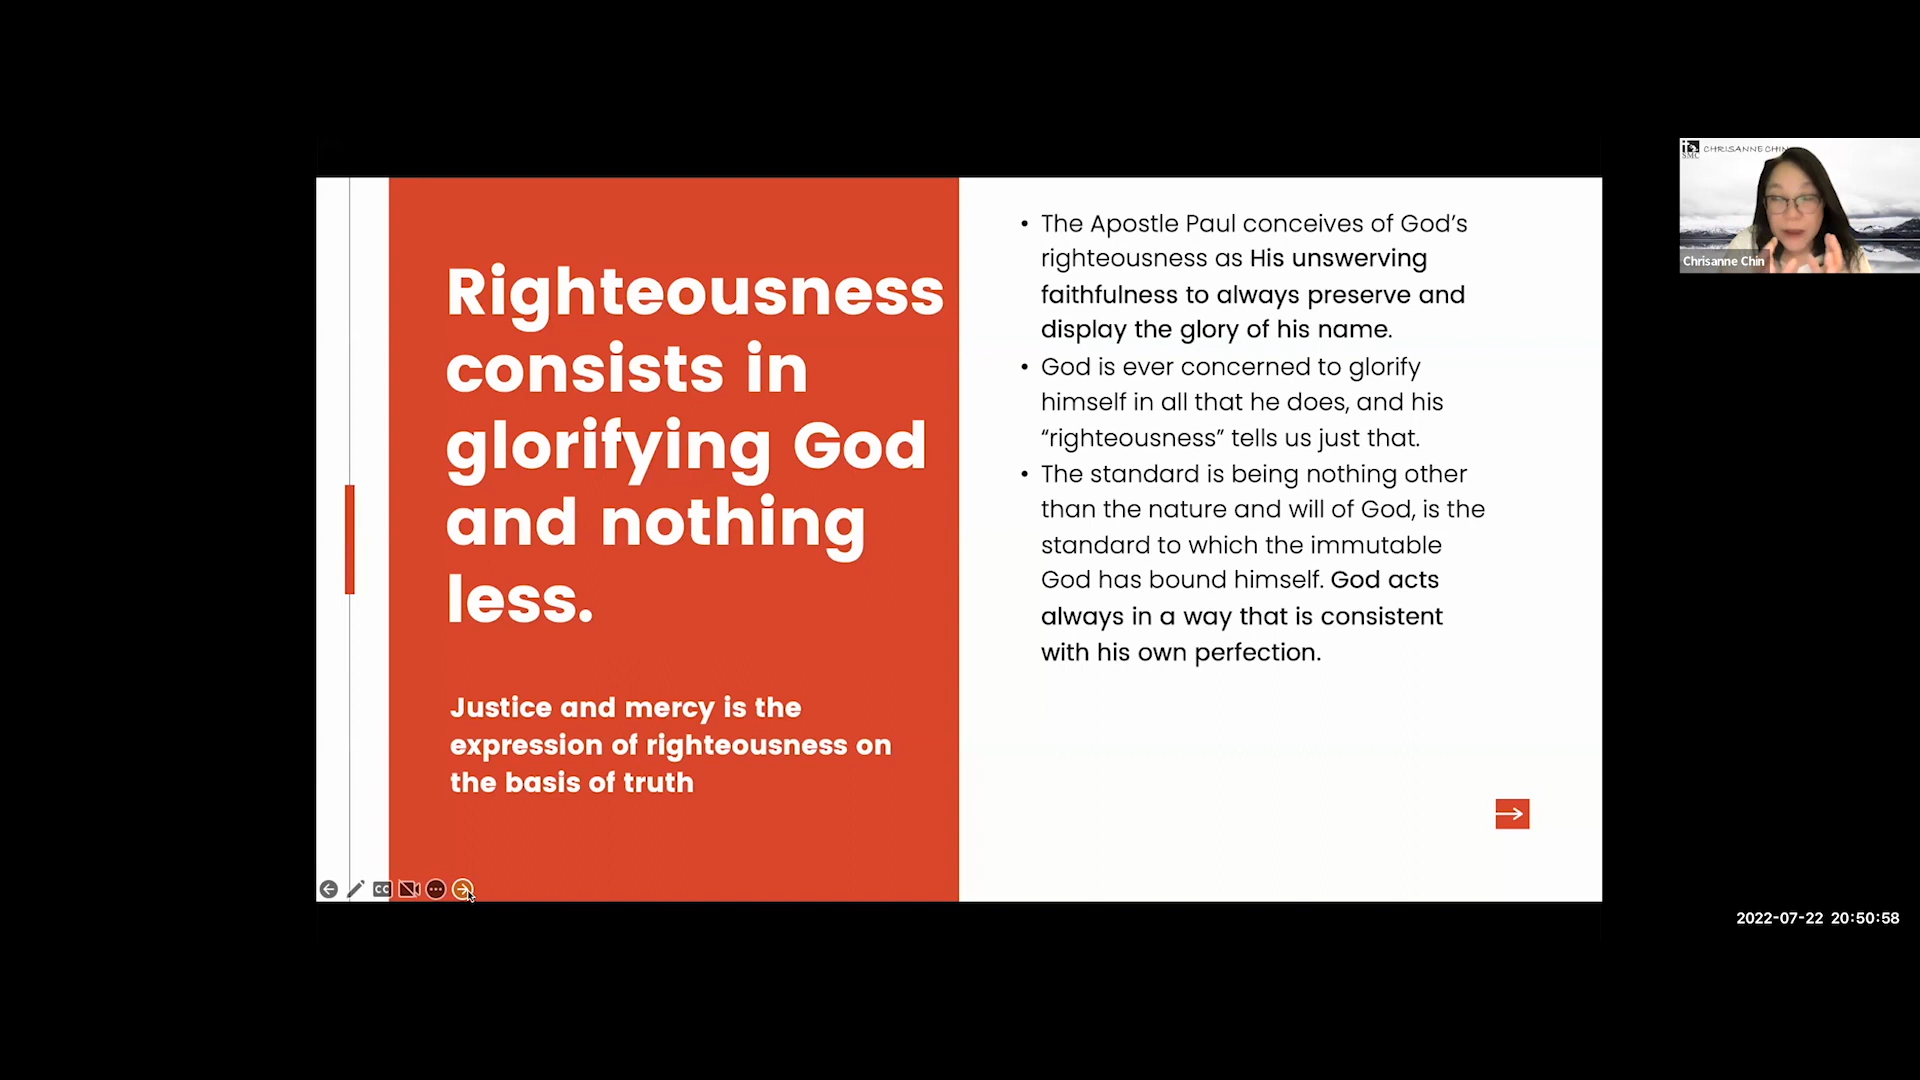 Righteousness
consists in
glorifying God
and nothing
less.
Justice and mercy is the
expression of righteousness on
the basis of truth
• The Apostle Paul conceives of God’s
righteousness as His unswerving
faithfulness to always preserve and
display the glory of his name.
• God is ever concerned to glorify
himself in all that he does, and his
“righteousness” tells us just that.
• The standard is being nothing other
than the nature and will of God, is the
standard to which the immutable
God has bound himself. God acts
always in a way that is consistent
with his own perfection.
CC
SMC
CHRISANNE CHIN
Chrisanne Chin
2022-07-22 20:50:58